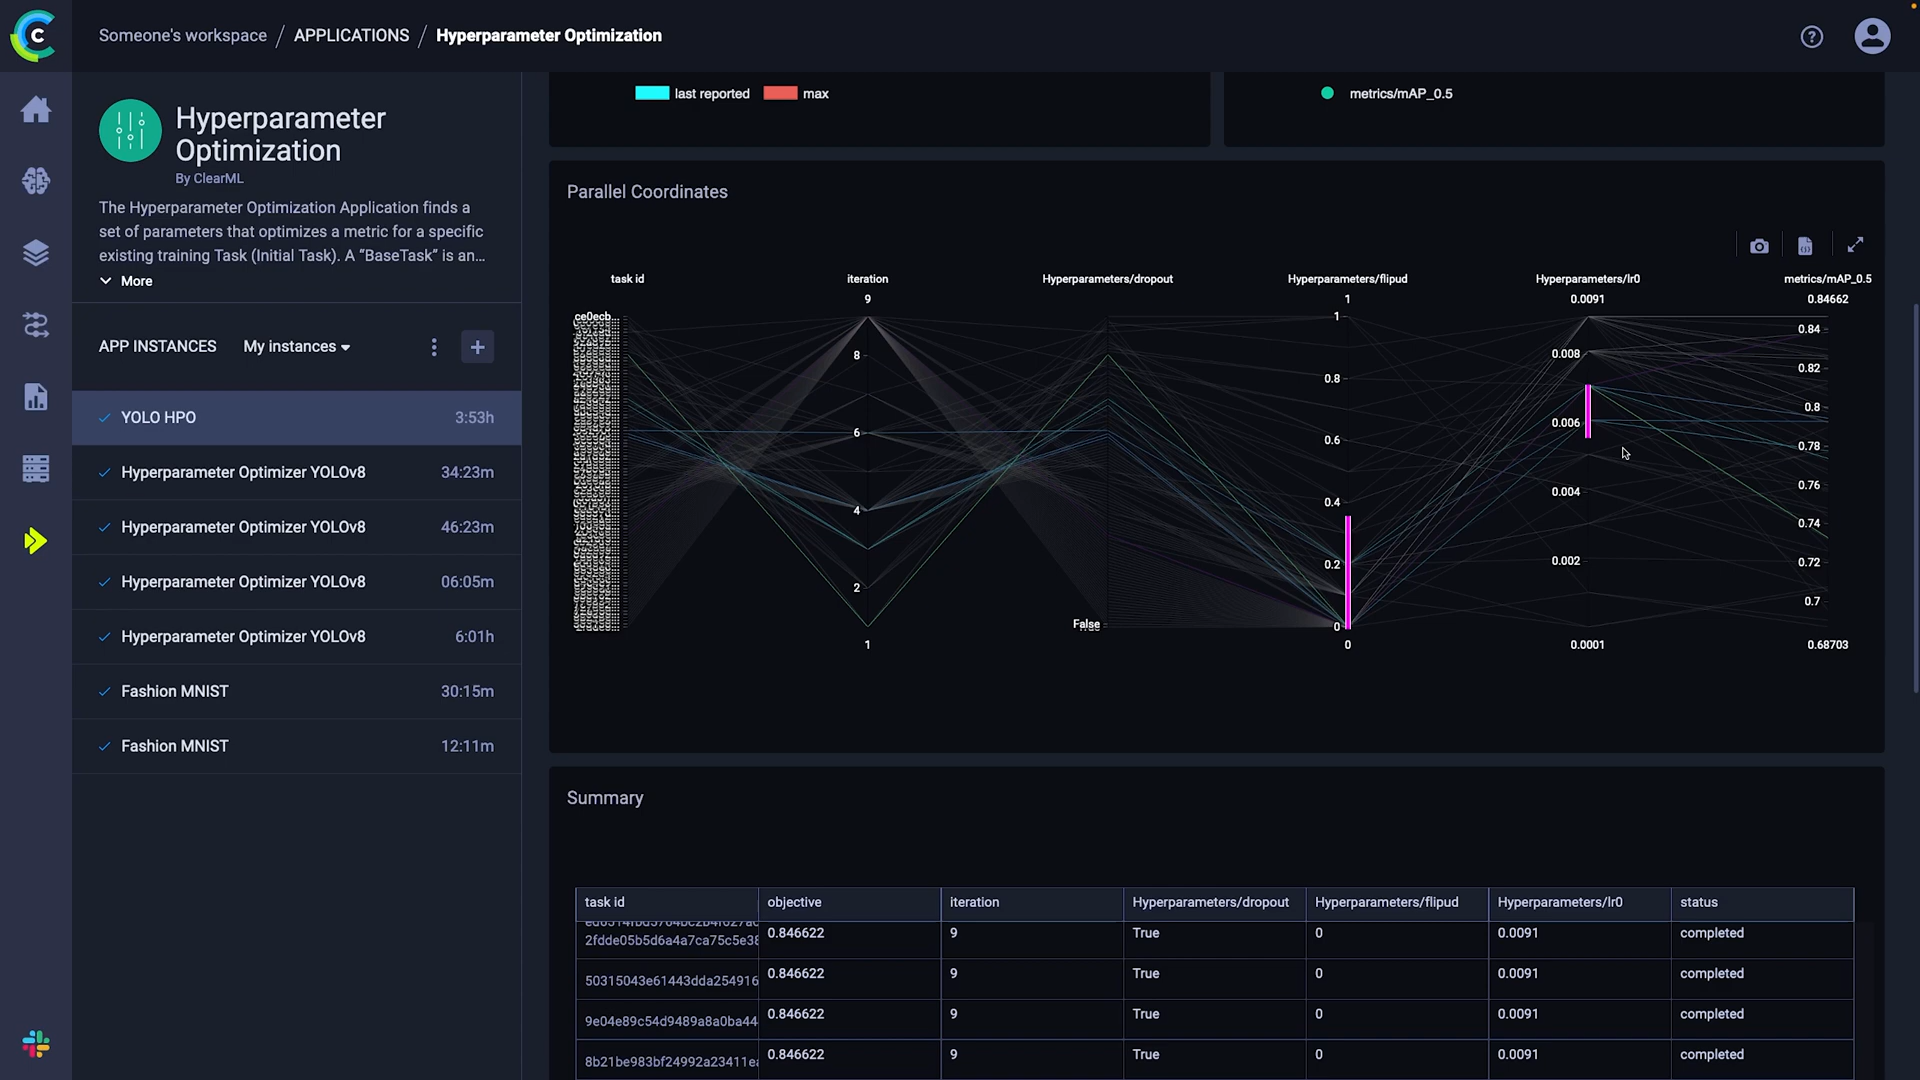 Someone's workspace / APPLICATIONS / Hyperparameter Optimization
Hyperparameter
Optimization
By ClearML
The Hyperparameter Optimization Application finds a
set of parameters that optimizes a metric for a specific
existing training Task (Initial Task). A “BaseTask” is an...
More
APP INSTANCES My instances
YOLO HPO 3:53h
Hyperparameter Optimizer YOLOv8 34:23m
Hyperparameter Optimizer YOLOv8 46:23m
Hyperparameter Optimizer YOLOv8 06:05m
Hyperparameter Optimizer YOLOv8 6:01h
Fashion MNIST 30:15m
Fashion MNIST 12:11m
last reported max
metrics/mAP_0.5
Parallel Coordinates
task id iteration Hyperparameters/dropout Hyperparameters/flipud Hyperparameters/lr0 metrics/mAP_0.5
9 1 0.0091 0.84662
ce0ecb...
8
6
4
2
1
False
1
0.8
0.6
0.4
0.2
0
0
0.008
0.006
0.004
0.002
0.0001
0.84
0.82
0.8
0.78
0.76
0.74
0.72
0.7
0.68703
Summary
task id objective iteration Hyperparameters/dropout Hyperparameters/flipud Hyperparameters/lr0 status
2fdde05b5d6a4a7ca75c5e38 0.846622 9 True 0 0.0091 completed
50315043e61443dda254916 0.846622 9 True 0 0.0091 completed
9e04e89c54d9489a8a0ba44 0.846622 9 True 0 0.0091 completed
8b21be983bf24992a23411ea 0.846622 9 True 0 0.0091 completed